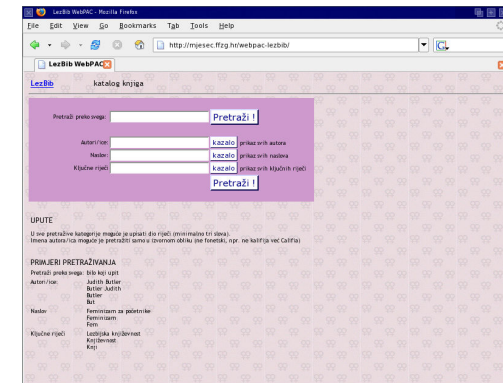 LezBib WebPAC - Mozilla Firefox
File Edit View Go Bookmarks Tab Tools Help
http://mjesec.ffzg.hr/webpac-lezbib/
LezBib WebPAC
LezBib katalog knjiga
Pretraži preko svega: Pretraži !
Autori/ice: kazalo prikaz svih autora
Naslov: kazalo prikaz svih naslova
Ključne riječi kazalo prikaz svih ključnih riječi
Pretraži !
UPUTE
U sve pretražive kategorije moguće je upisati dio riječi (minimalno tri slova).
Imena autora/ica moguće je pretražiti samo u izvornom obliku (ne fonetski, npr. ne kalifija već Califia)
PRIMJERI PRETRAŽIVANJA
Pretraži preko svega: bilo koji upit
Autori/ice: Judith Butler
Butler Judith
Butler
But
Naslov Feminizam za početnike
Feminizam
Fem
Ključne riječi Lezbijska književnost
Književnost
Knji